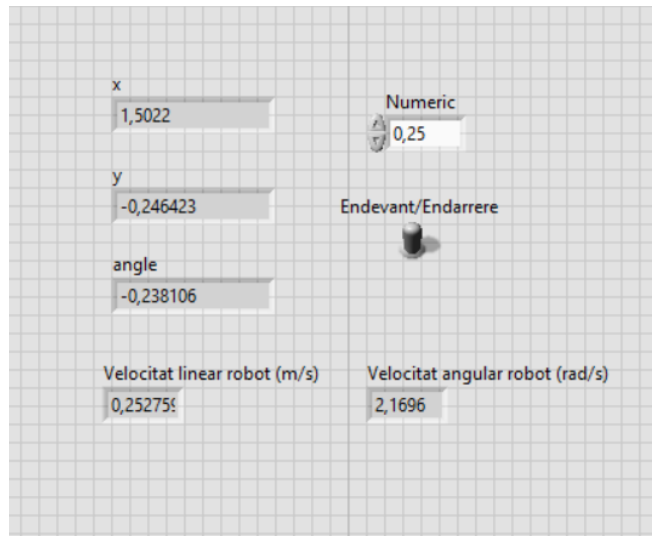 x
1,5022
Numeric
0,25
y
-0,246423
Endevant/Endarrere
angle
-0,238106
Velocitat linear robot (m/s)
Velocitat angular robot (rad/s)
0,252759
2,1696